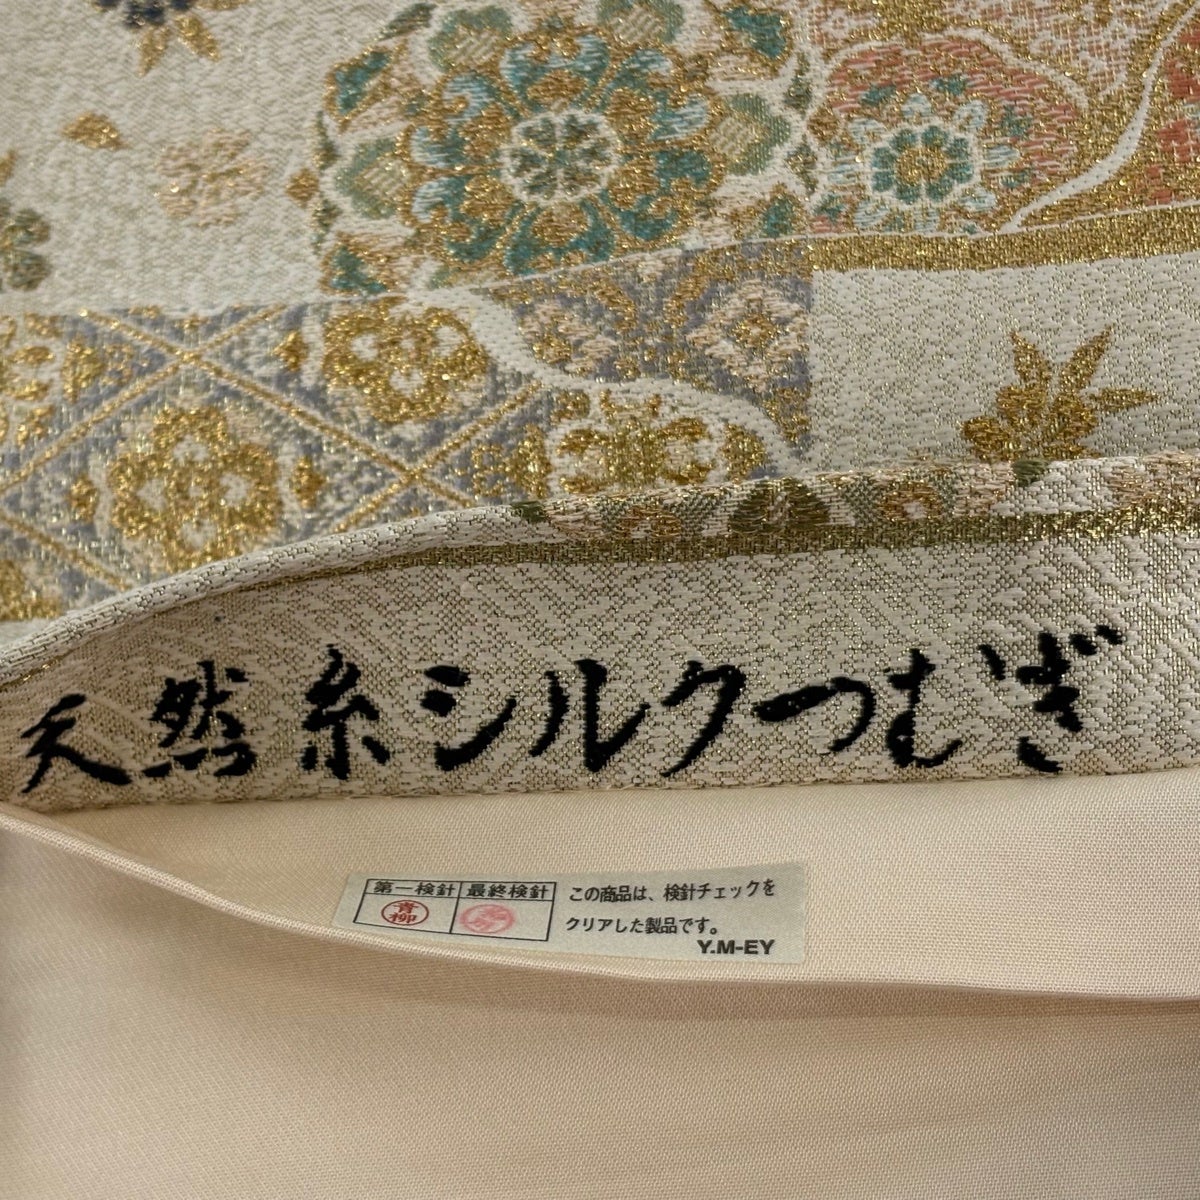 天然糸シルクつむぎ
第一検針 最終検針
青柳
この商品は、検針チェックを
クリアした製品です。
Y.M-EY